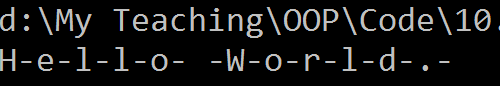 d:\My Teaching\OOP\Code\10.
H-e-l-l-o- -W-o-r-l-d-.-